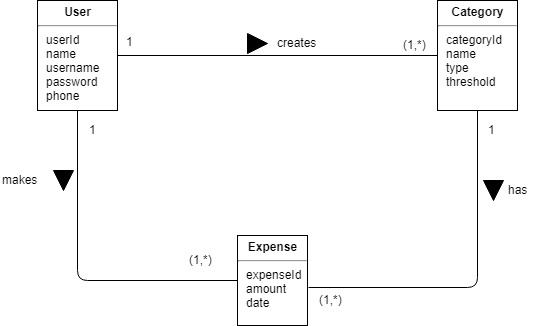 User
userId
name
username
password
phone
1
creates
(1,*)
Category
categoryId
name
type
threshold
1
makes
1
has
(1,*)
Expense
expenseId
amount
date
(1,*)